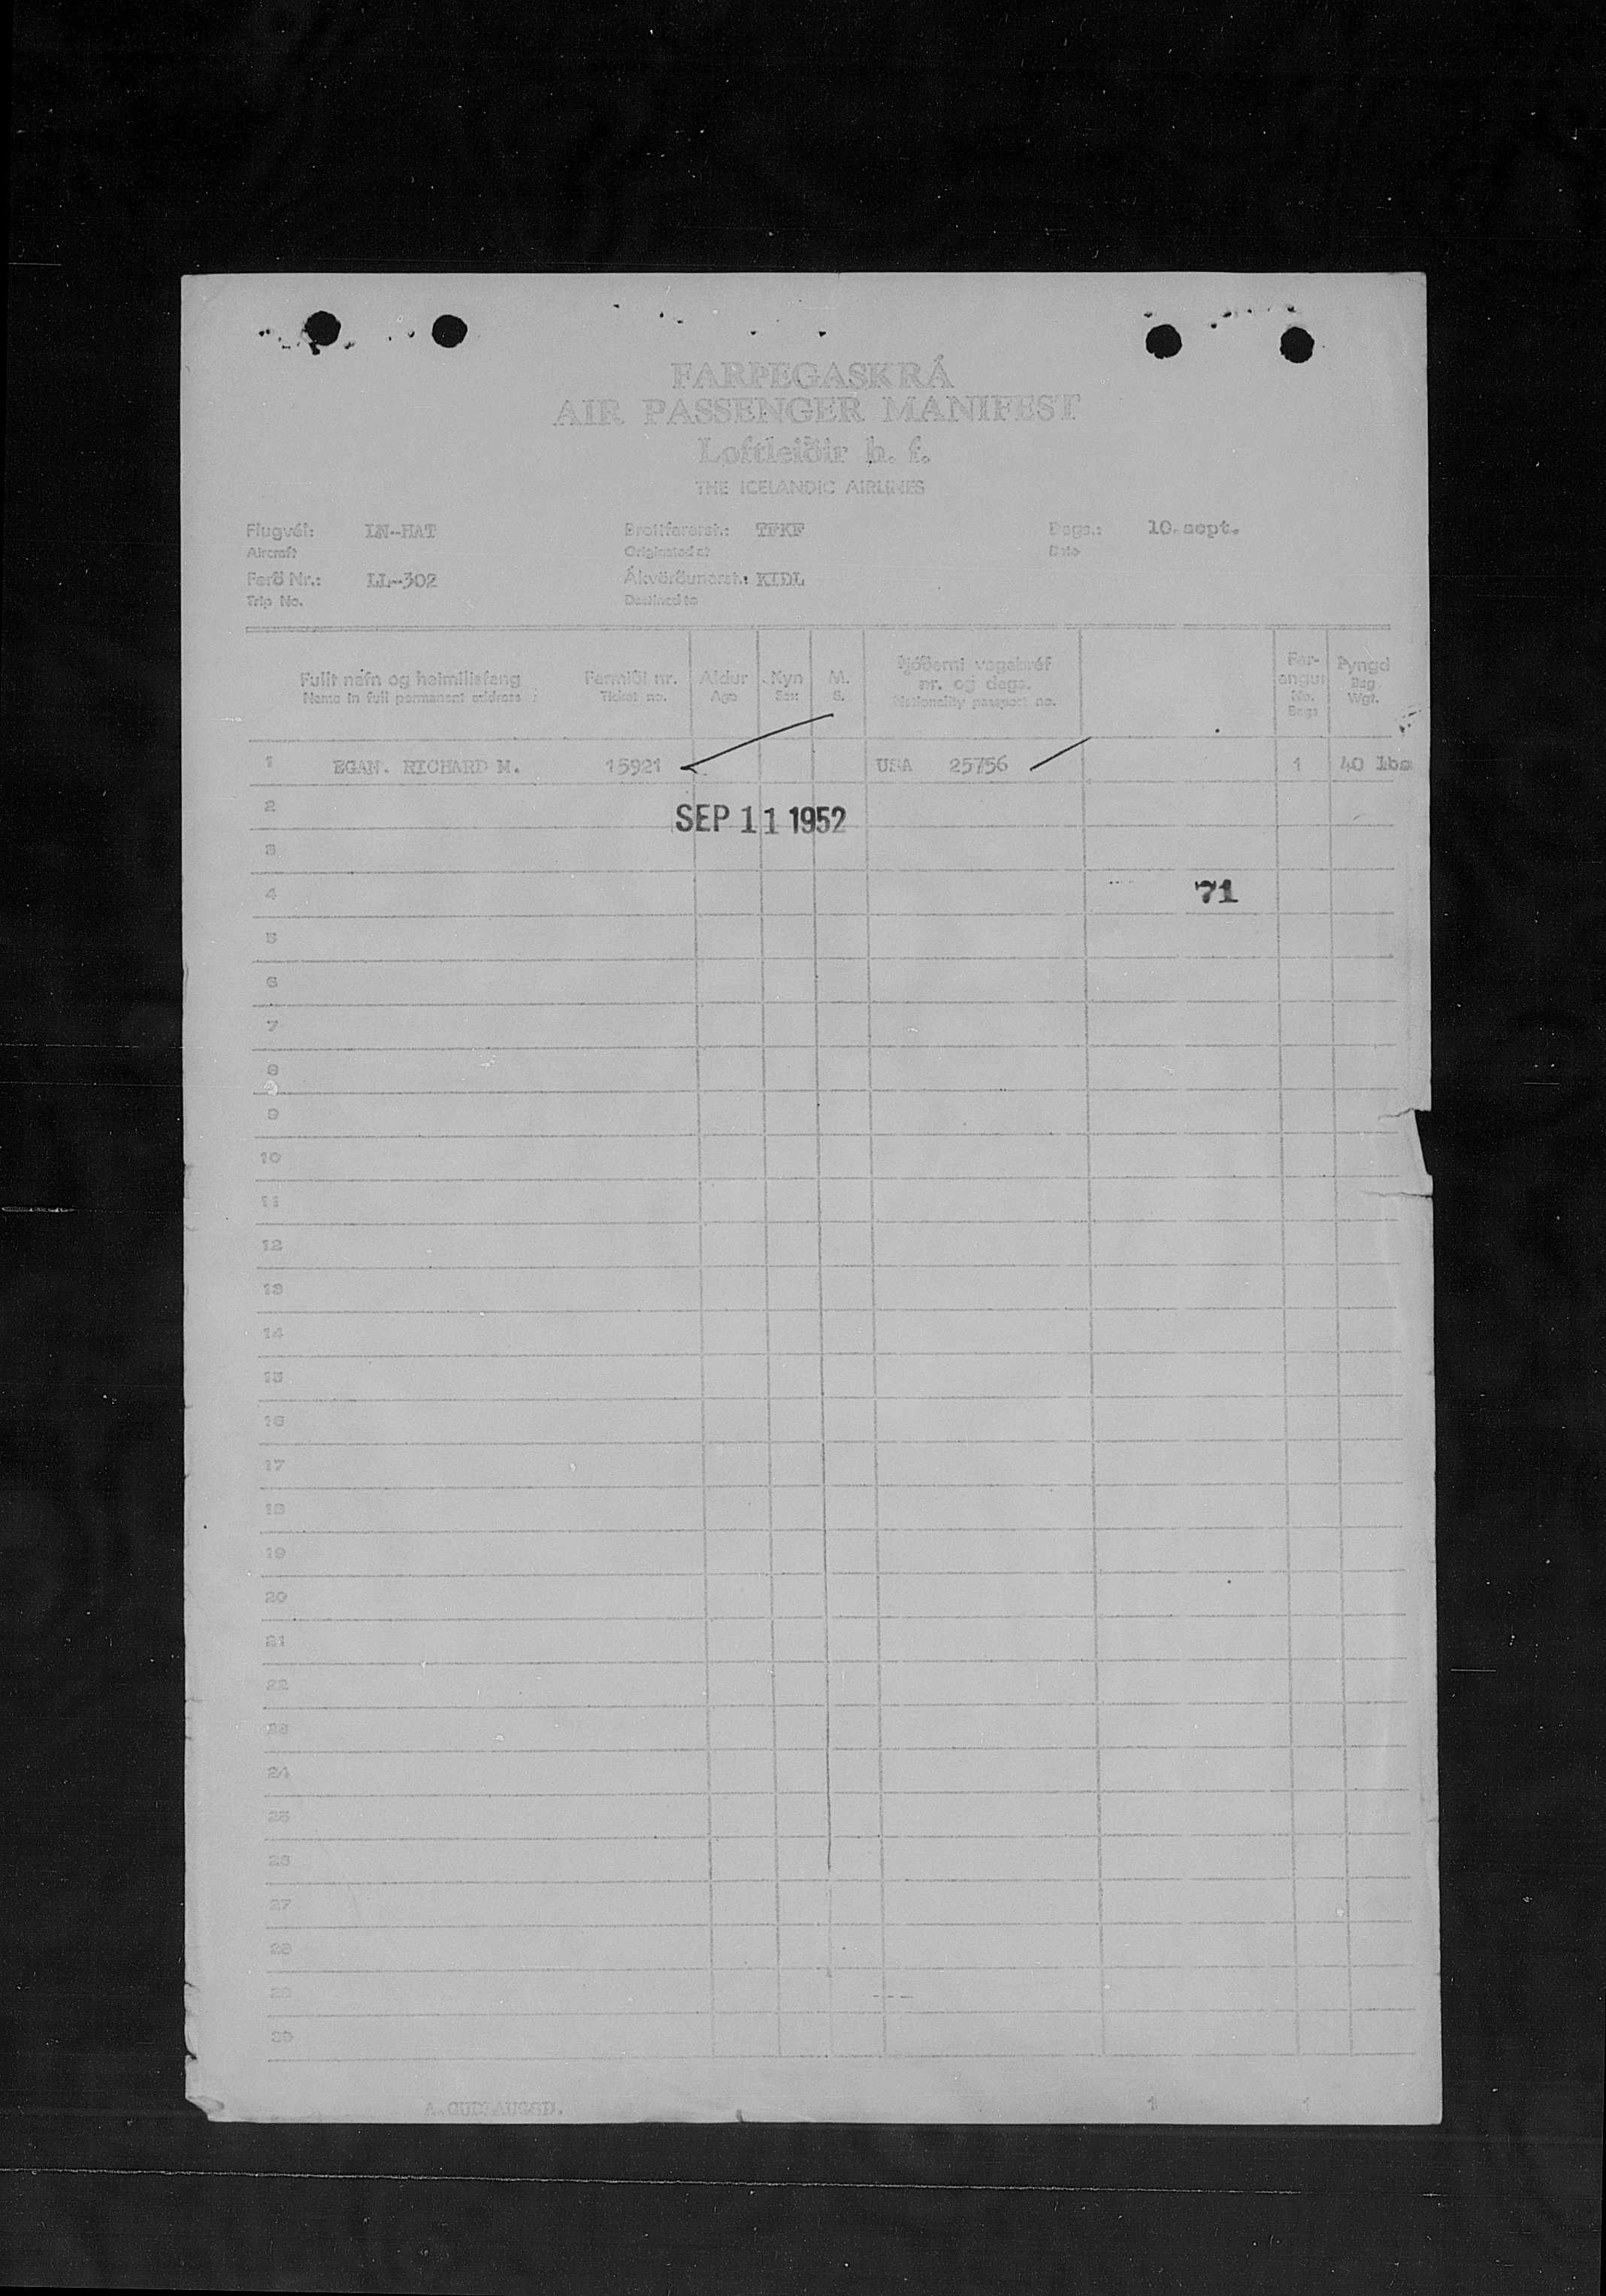 FARÞEGASKRÁ
AIR PASSENGER MANIFEST
Loftleiðir h. f.
THE ICELANDIC AIRLINES
Flugvél: LN-HAT Brottfararst.: TFKF Dags.: 10.sept.
Aircraft Originated at Date
Ferð Nr.: LL-302 Ákvörðunarst.: KIDL
Trip No. Destined to
Fullt nafn og heimilisfang Farmiði nr. Aldur Kyn M. Þjóðerni vegabréf nr. og dags. Far-angur Þyngd
Name in full permanent address Ticket no. Age Sex S. Nationality passport no. No. Bags Bag Wgt.
1 EGAN. RICHARD M. 15921 USA 25756 1 40 lbs
2
SEP 11 1952
3
4 71
5
6
7
8
9
10
11
12
13
14
15
16
17
18
19
20
21
22
23
24
25
26
27
28
29
30
1 1